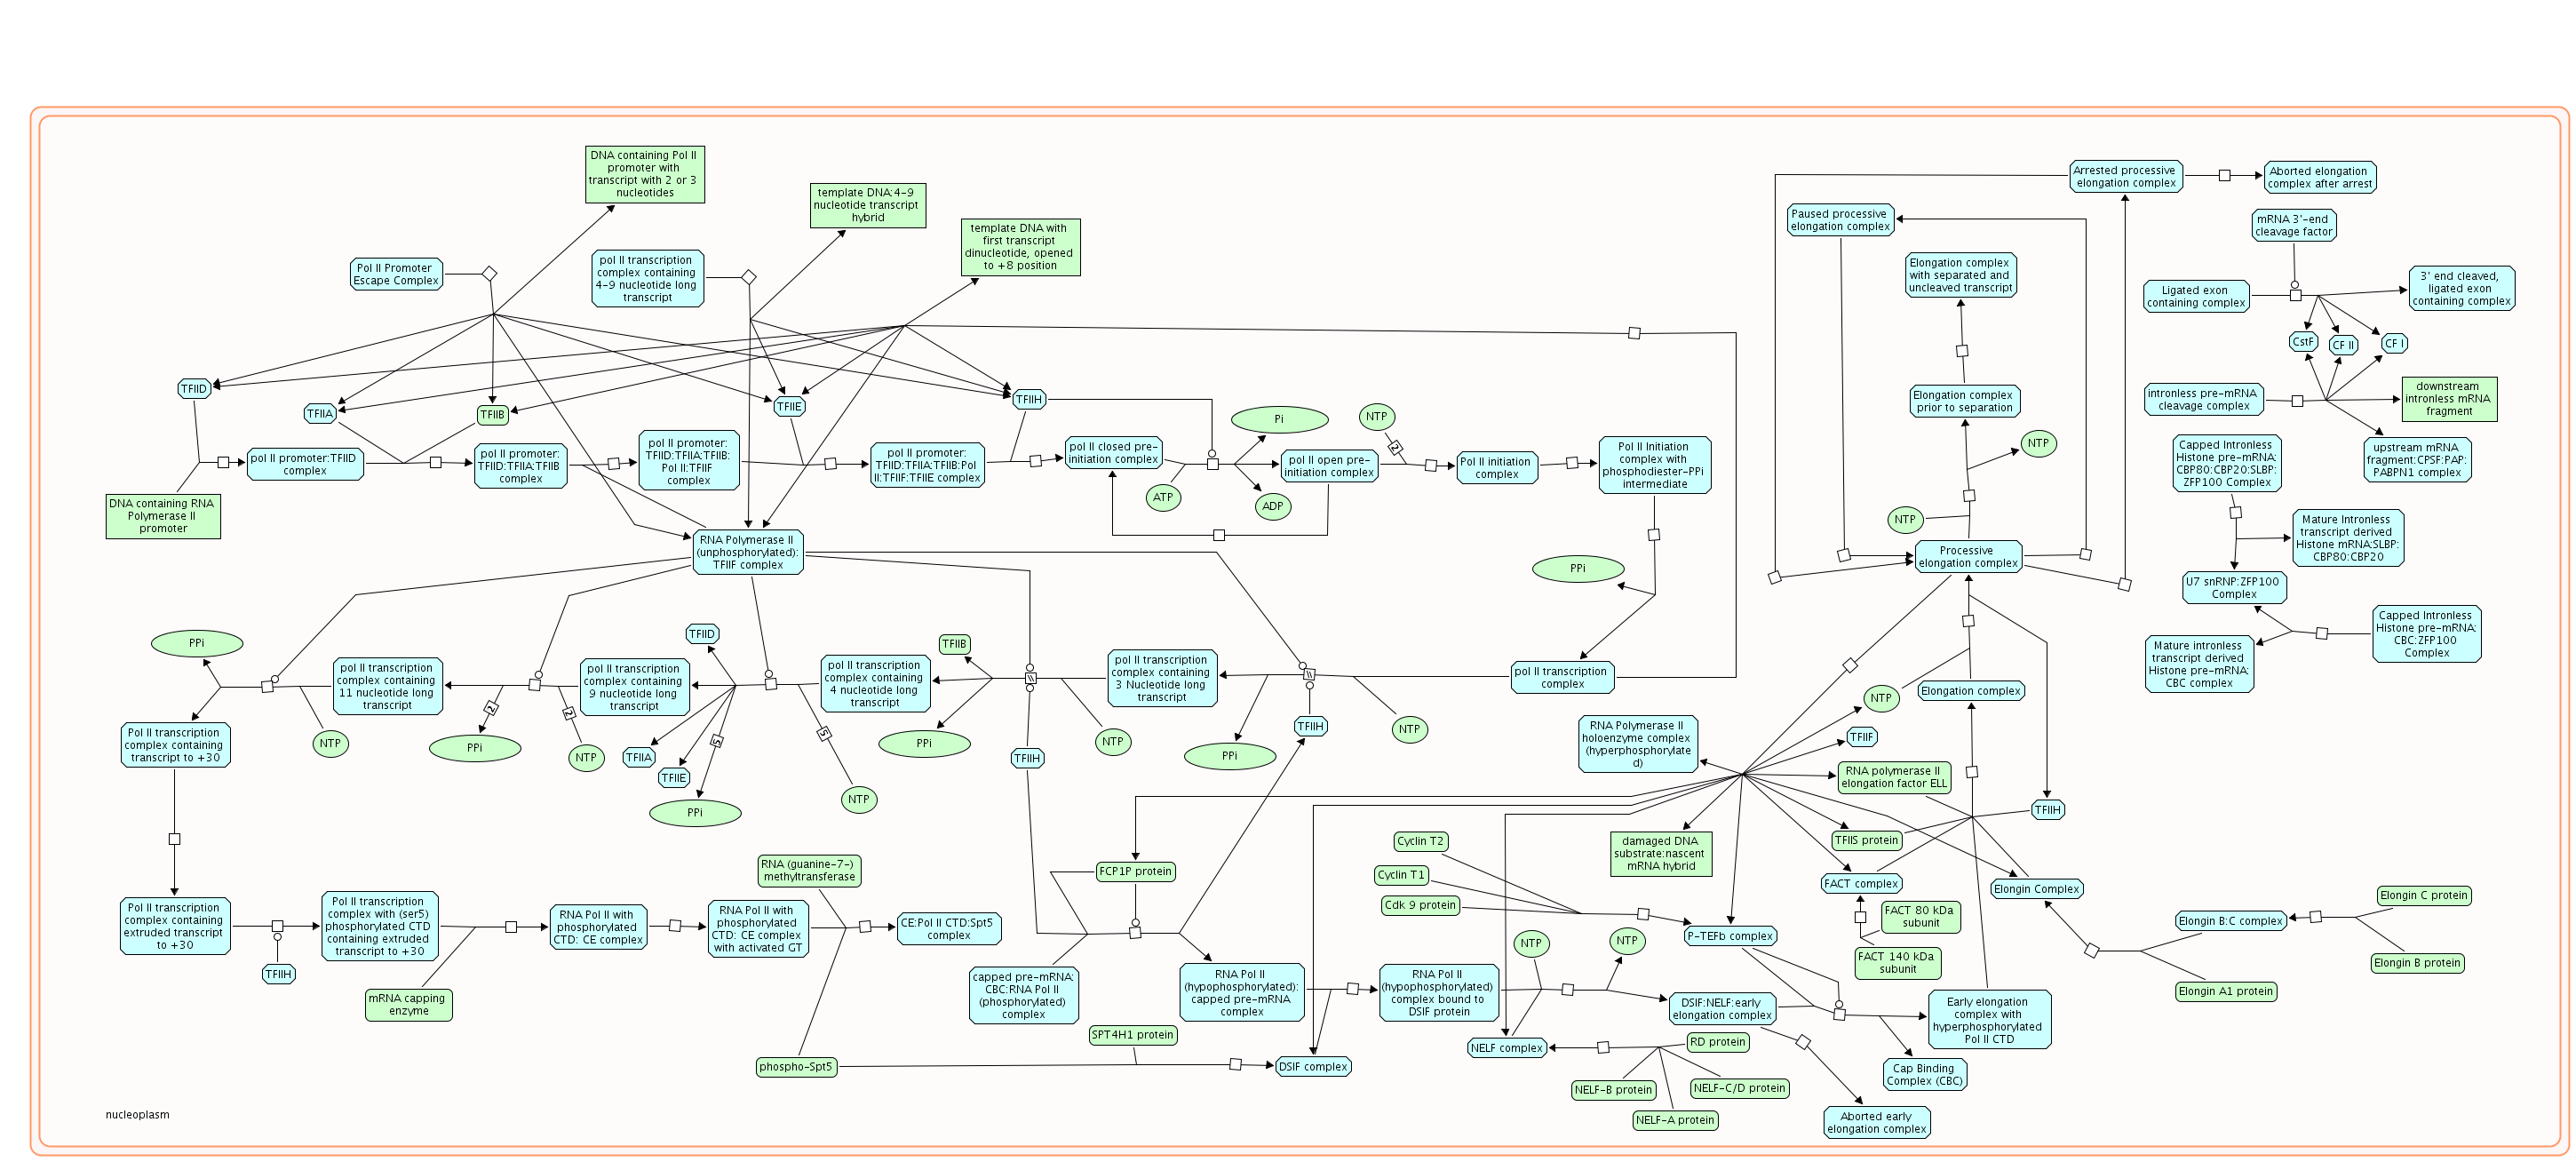 DNA containing Pol II
promoter with
transcript with 2 or 3
nucleotides
template DNA:4-9
nucleotide transcript
hybrid
template DNA with
first transcript
dinucleotide, opened
to +8 position
Pol II Promoter
Escape Complex
pol II transcription
complex containing
4-9 nucleotide long
transcript
Arrested processive
elongation complex
Aborted elongation
complex after arrest
Paused processive
elongation complex
mRNA 3'-end
cleavage factor
Elongation complex
with separated and
uncleaved transcript
Ligated exon
containing complex
3' end cleaved,
ligated exon
containing complex
CstF
CF II
CF I
TFIID
TFIIA
TFIIB
TFIIE
TFIIH
Pi
NTP
Elongation complex
prior to separation
intronless pre-mRNA
cleavage complex
downstream
intronless mRNA
fragment
pol II promoter:TFIID
complex
pol II promoter:
TFIID:TFIIA:TFIIB
complex
pol II promoter:
TFIID:TFIIA:TFIIB:
Pol II:TFIIF
complex
pol II promoter:
TFIID:TFIIA:TFIIB:Pol
II:TFIIF:TFIIE complex
pol II closed pre-
initiation complex
pol II open pre-
initiation complex
2
Pol II initiation
complex
Pol II Initiation
complex with
phosphodiester-PPi
intermediate
NTP
Capped Intronless
Histone pre-mRNA:
CBP80:CBP20:SLBP:
ZFP100 Complex
upstream mRNA
fragment:CPSF:PAP:
PABPN1 complex
ATP
ADP
DNA containing RNA
Polymerase II
promoter
NTP
Mature Intronless
transcript derived
Histone mRNA:SLBP:
CBP80:CBP20
RNA Polymerase II
(unphosphorylated):
TFIIF complex
PPi
Processive
elongation complex
U7 snRNP:ZFP100
Complex
Capped Intronless
Histone pre-mRNA:
CBC:ZFP100
Complex
Mature intronless
transcript derived
Histone pre-mRNA:
CBC complex
PPi
TFIID
TFIIB
pol II transcription
complex containing
11 nucleotide long
transcript
pol II transcription
complex containing
9 nucleotide long
transcript
pol II transcription
complex containing
4 nucleotide long
transcript
pol II transcription
complex containing
3 Nucleotide long
transcript
pol II transcription
complex
NTP
Elongation complex
Pol II transcription
complex containing
transcript to +30
NTP
2
PPi
2
NTP
TFIIA
TFIIE
5
PPi
5
NTP
PPi
TFIIH
NTP
PPi
TFIIH
NTP
RNA Polymerase II
holoenzyme complex
(hyperphosphorylate
d)
TFIIF
RNA polymerase II
elongation factor ELL
TFIIH
TFIIS protein
damaged DNA
substrate:nascent
mRNA hybrid
Cyclin T2
Cyclin T1
Cdk 9 protein
FACT complex
Elongin Complex
RNA (guanine-7-)
methyltransferase
FCP1P protein
FACT 80 kDa
subunit
FACT 140 kDa
subunit
Elongin C protein
Elongin B:C complex
Elongin B protein
Elongin A1 protein
Pol II transcription
complex containing
extruded transcript
to +30
TFIIH
Pol II transcription
complex with (ser5)
phosphorylated CTD
containing extruded
transcript to +30
mRNA capping
enzyme
RNA Pol II with
phosphorylated
CTD: CE complex
RNA Pol II with
phosphorylated
CTD: CE complex
with activated GT
CE:Pol II CTD:Spt5
complex
P-TEFb complex
NTP
NTP
capped pre-mRNA:
CBC:RNA Pol II
(phosphorylated)
complex
RNA Pol II
(hypophosphorylated):
capped pre-mRNA
complex
RNA Pol II
(hypophosphorylated)
complex bound to
DSIF protein
DSIF:NELF:early
elongation complex
Early elongation
complex with
hyperphosphorylated
Pol II CTD
SPT4H1 protein
phospho-Spt5
DSIF complex
NELF complex
RD protein
NELF-B protein
NELF-C/D protein
NELF-A protein
Cap Binding
Complex (CBC)
Aborted early
elongation complex
nucleoplasm